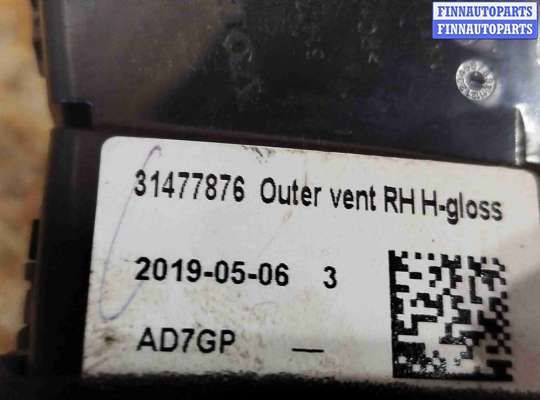 FINNAUTOPARTS
FINNAUTOPARTS
31477876 Outer vent RH H-gloss
2019-05-06 3
AD7GP —